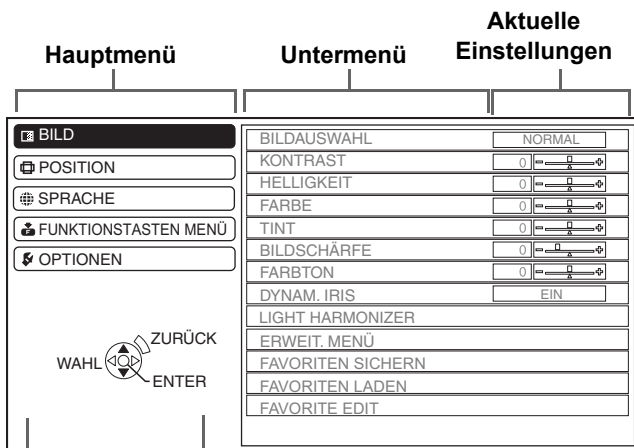 Hauptmenü
Untermenü
Aktuelle
Einstellungen
BILD
POSITION
SPRACHE
FUNKTIONSTASTEN MENÜ
OPTIONEN
WAHL
ZURÜCK
ENTER
BILDAUSWAHL NORMAL
KONTRAST 0
HELLIGKEIT 0
FARBE 0
TINT 0
BILDSCHÄRFE 0
FARBTON 0
DYNAM. IRIS EIN
LIGHT HARMONIZER
ERWEIT. MENÜ
FAVORITEN SICHERN
FAVORITEN LADEN
FAVORITE EDIT